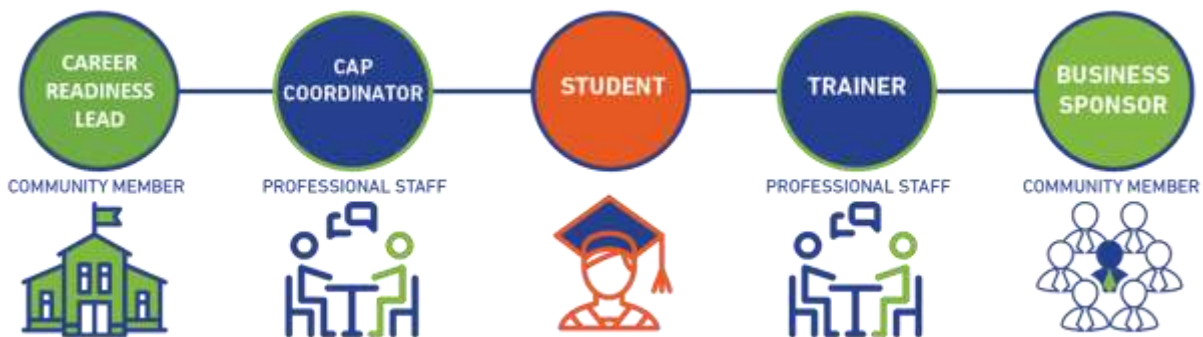 CAREER
READINESS
LEAD
CAP
COORDINATOR
STUDENT
TRAINER
BUSINESS
SPONSOR
COMMUNITY MEMBER
PROFESSIONAL STAFF
PROFESSIONAL STAFF
COMMUNITY MEMBER